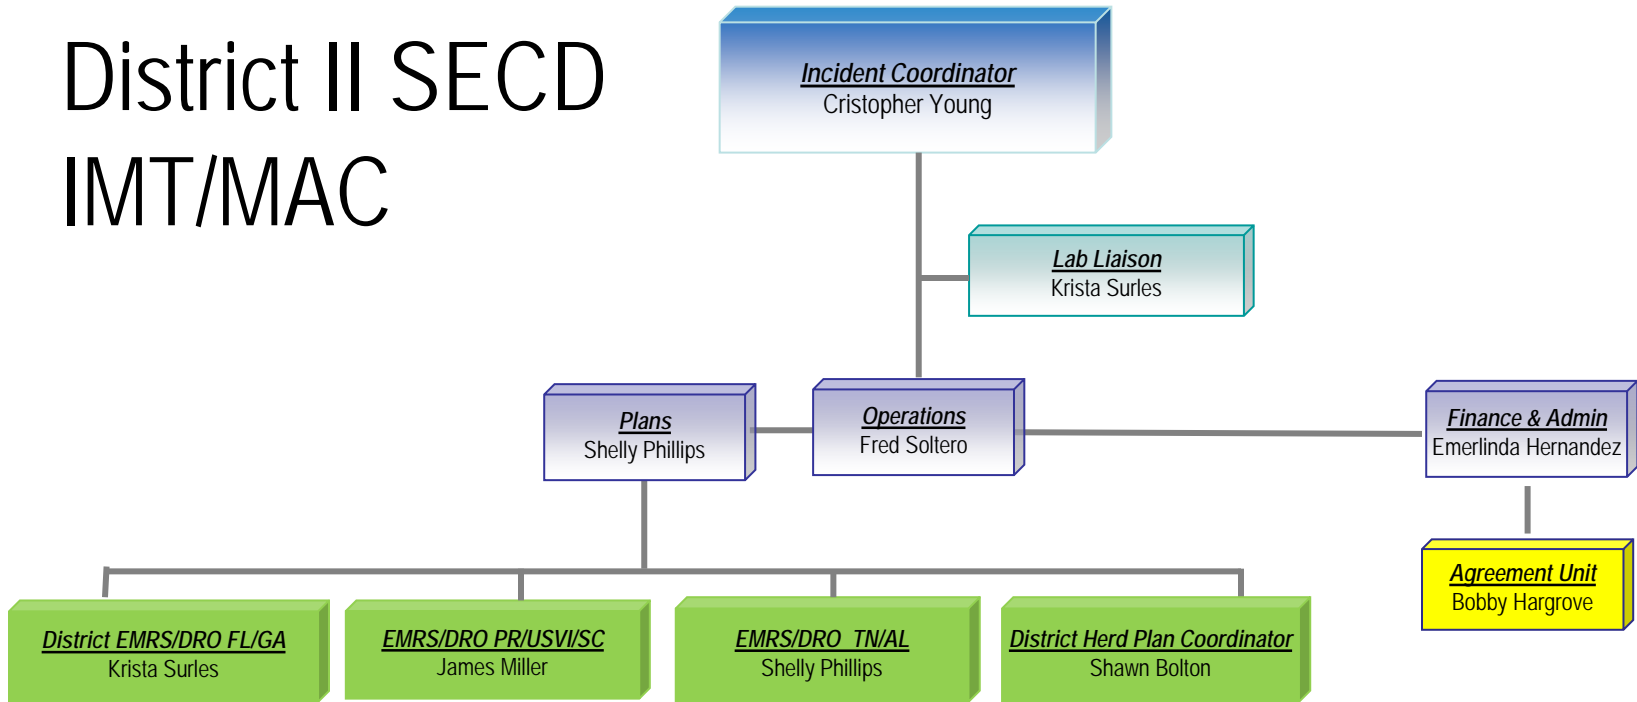 District II SECD
IMT/MAC
Incident Coordinator
Cristopher Young
Lab Liaison
Krista Surles
Plans
Shelly Phillips
Operations
Fred Soltero
Finance & Admin
Emerlinda Hernandez
Agreement Unit
Bobby Hargrove
District EMRS/DRO FL/GA
Krista Surles
EMRS/DRO PR/USVI/SC
James Miller
EMRS/DRO TN/AL
Shelly Phillips
District Herd Plan Coordinator
Shawn Bolton